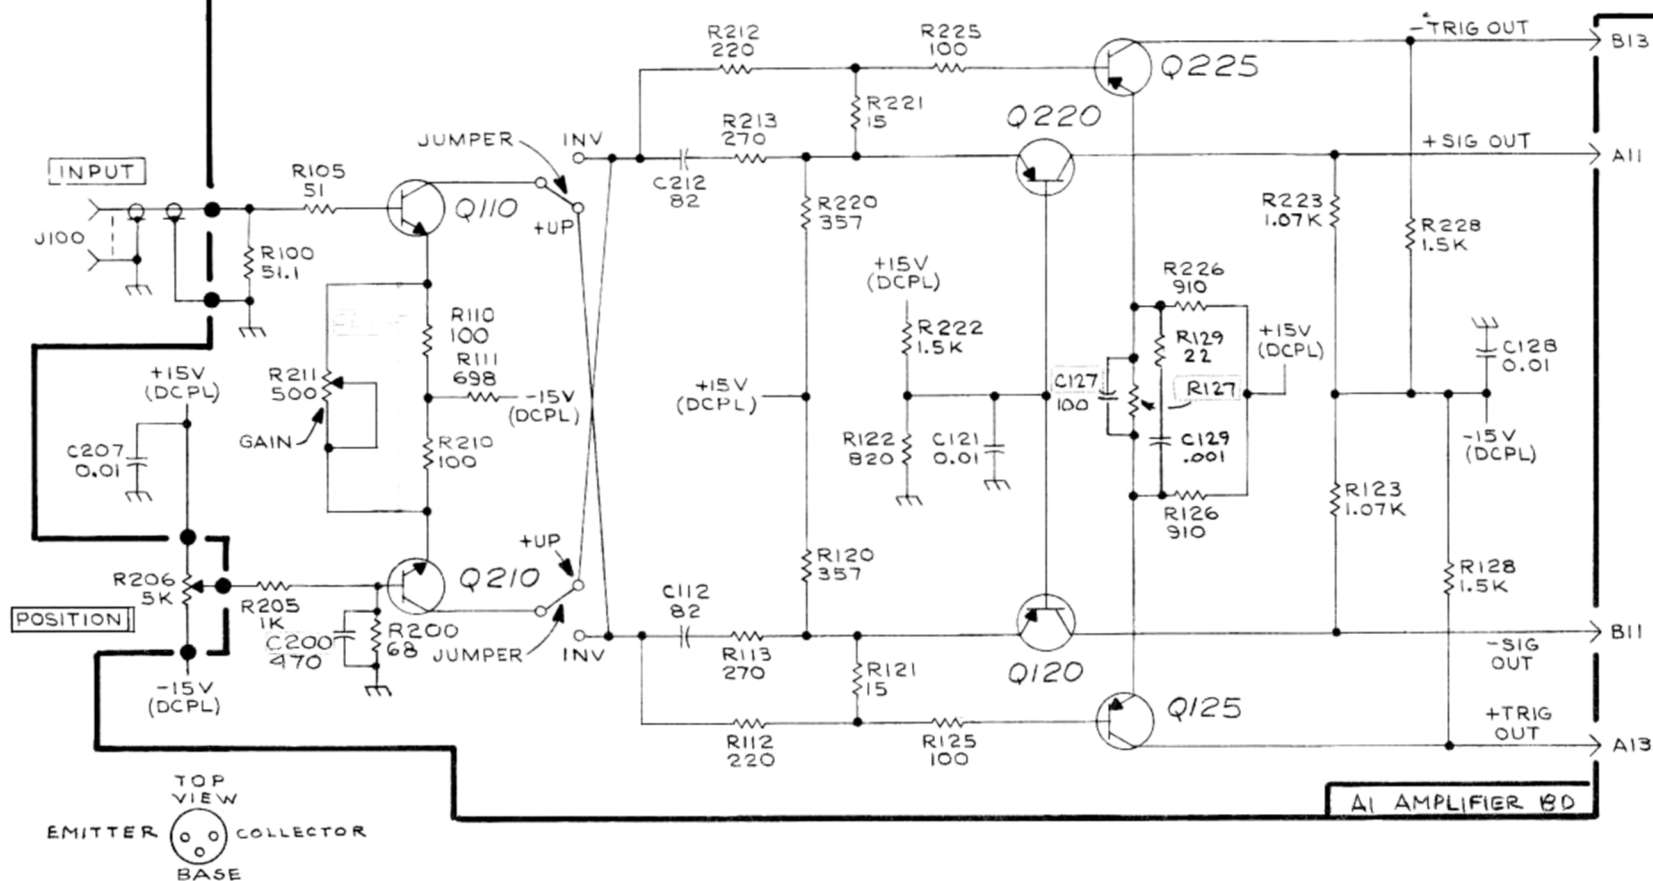 R212
220
R225
100
-TRIG OUT
B13
Q225
R221
15
Q220
JUMPER
INV
R213
270
+SIG OUT
A11
INPUT
R105
51
C212
82
J100
Q110
+UP
R220
357
R223
1.07K
R228
1.5K
R100
51.1
+15V
(DCPL)
R226
910
R110
100
R222
1.5K
R129
22
+15V
(DCPL)
C128
0.01
R111
698
+15V
(DCPL)
R211
500
-15V
(DCPL)
+15V
(DCPL)
C127
100
R127
GAIN
R210
100
R122
820
C121
0.01
C129
.001
-15V
(DCPL)
C207
0.01
R123
1.07K
R126
910
+UP
R120
357
R206
5K
Q210
C112
82
R128
1.5K
POSITION
R205
1K
C200
470
R200
68
JUMPER
INV
R113
270
R121
15
Q120
B11
-SIG
OUT
-15V
(DCPL)
Q125
+TRIG
OUT
R112
220
R125
100
A13
TOP
VIEW
A1 AMPLIFIER BD
EMITTER
COLLECTOR
BASE